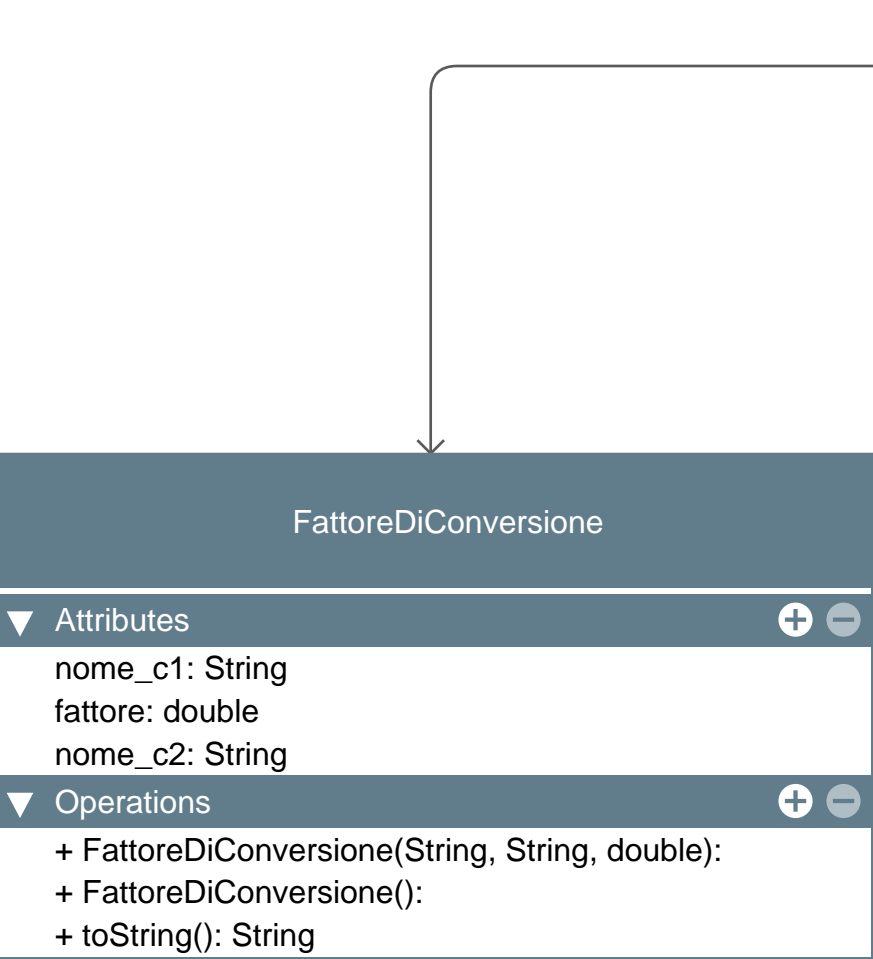 FattoreDiConversione
Attributes
nome_c1: String
fattore: double
nome_c2: String
Operations
+ FattoreDiConversione(String, String, double):
+ FattoreDiConversione():
+ toString(): String